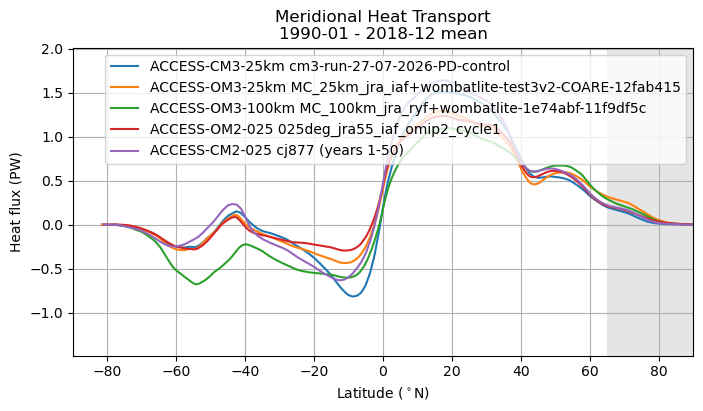 Meridional Heat Transport
1990-01 - 2018-12 mean
ACCESS-CM3-25km cm3-run-27-07-2026-PD-control
ACCESS-OM3-25km MC_25km_jra_iaf+wombatlite-test3v2-COARE-12fab415
ACCESS-OM3-100km MC_100km_jra_ryf+wombatlite-1e74abf-11f9df5c
ACCESS-OM2-025 025deg_jra55_iaf_omip2_cycle1
ACCESS-CM2-025 cj877 (years 1-50)
Heat flux (PW)
2.0
1.5
1.0
0.5
0.0
−0.5
−1.0
−80 −60 −40 −20 0 20 40 60 80
Latitude (°N)